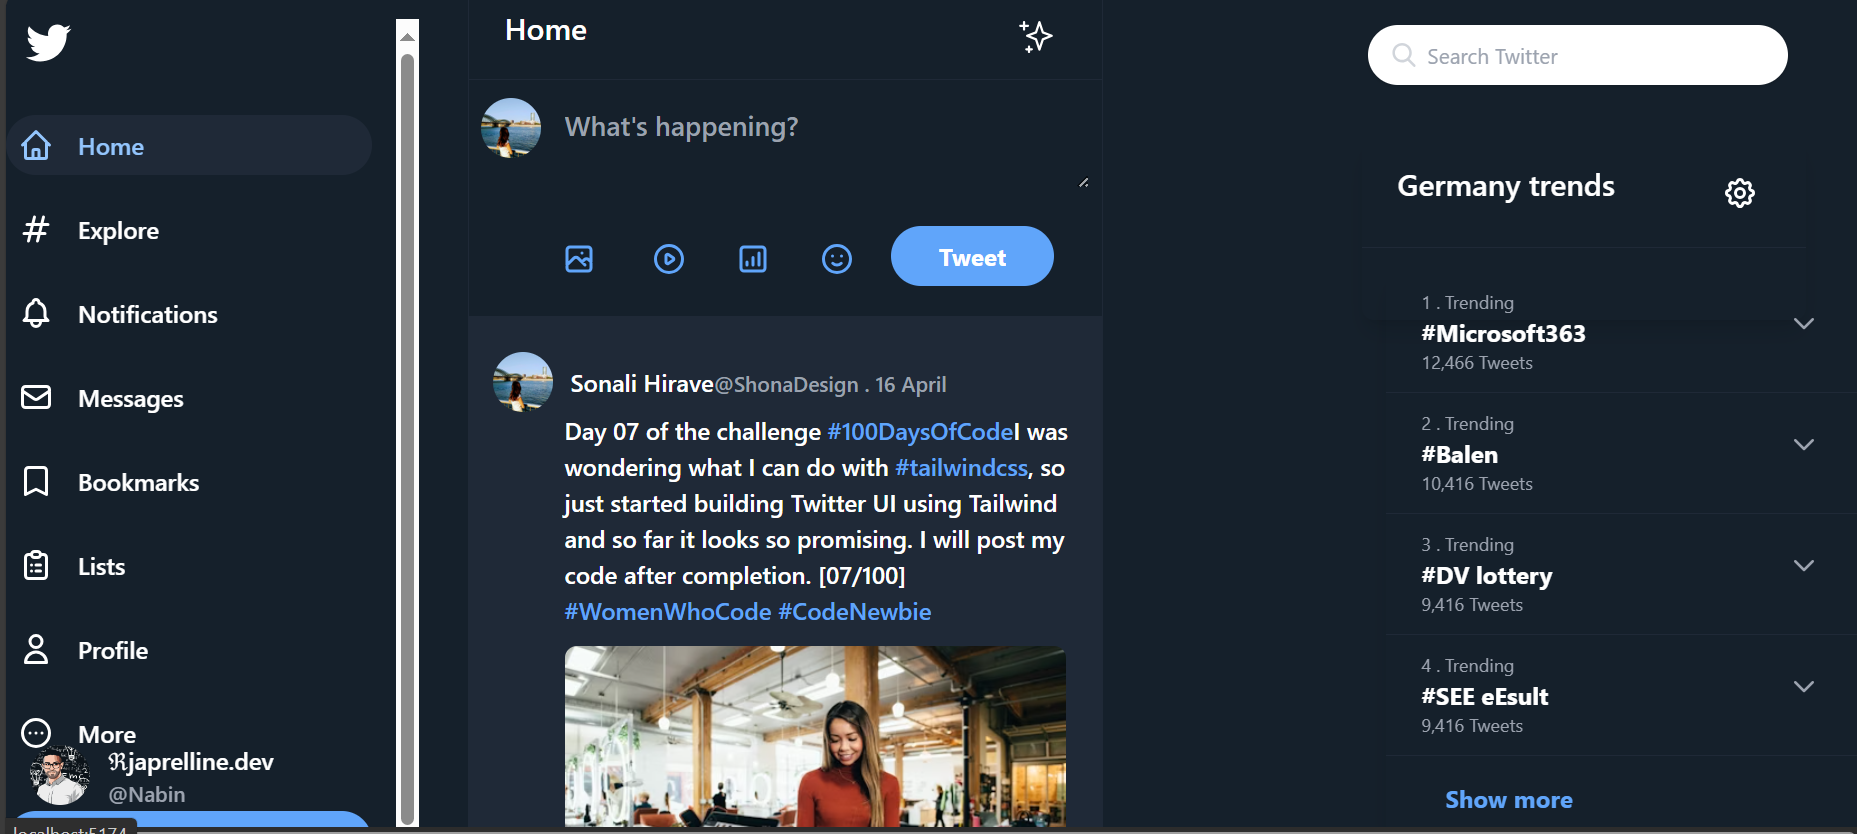 Home
Explore
Notifications
Messages
Bookmarks
Lists
Profile
More
ℜjaprelline.dev
@Nabin
localhost:5174
Home
What's happening?
Tweet
Sonali Hirave@ShonaDesign . 16 April
Day 07 of the challenge #100DaysOfCodeI was
wondering what I can do with #tailwindcss, so
just started building Twitter UI using Tailwind
and so far it looks so promising. I will post my
code after completion. [07/100]
#WomenWhoCode #CodeNewbie
Search Twitter
Germany trends
1 . Trending
#Microsoft363
12,466 Tweets
2 . Trending
#Balen
10,416 Tweets
3 . Trending
#DV lottery
9,416 Tweets
4 . Trending
#SEE eEsult
9,416 Tweets
Show more